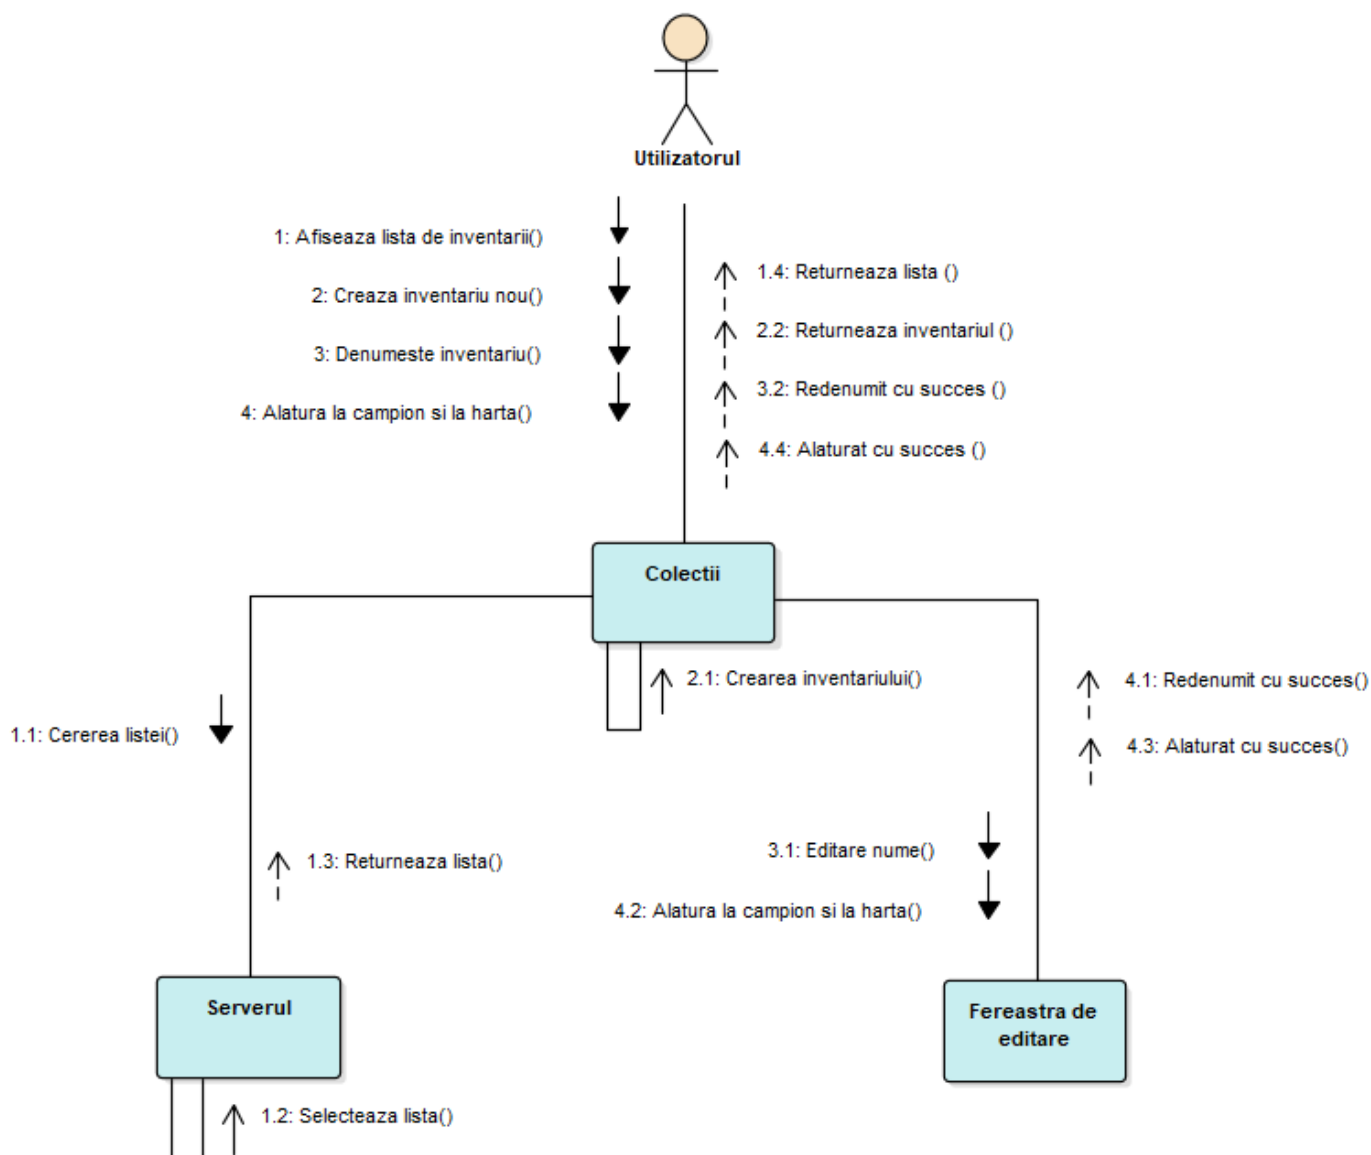 Utilizatorul
1: Afiseaza lista de inventarii()
1.4: Returneaza lista ()
2: Creaza inventariu nou()
2.2: Returneaza inventariul ()
3: Denumeste inventariu()
3.2: Redenumit cu succes ()
4: Alatura la campion si la harta()
4.4: Alaturat cu succes ()
Colectii
2.1: Crearea inventariului()
4.1: Redenumit cu succes()
1.1: Cererea listei()
4.3: Alaturat cu succes()
3.1: Editare nume()
1.3: Returneaza lista()
4.2: Alatura la campion si la harta()
Serverul
Fereastra de
editare
1.2: Selecteaza lista()